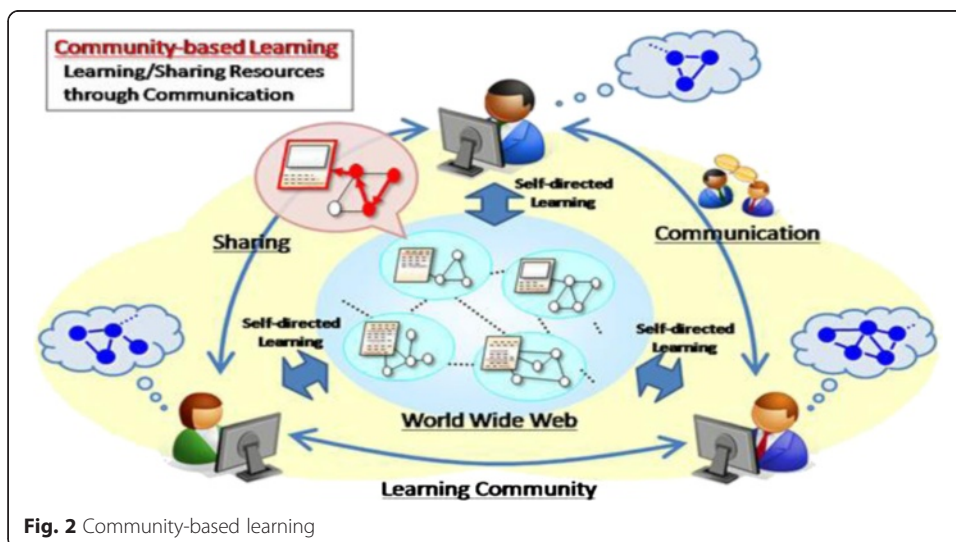 Community-based Learning
Learning/Sharing Resources
through Communication
Self-directed
Learning
Sharing
Communication
Self-directed
Learning
Self-directed
Learning
World Wide Web
Learning Community
Fig. 2 Community-based learning